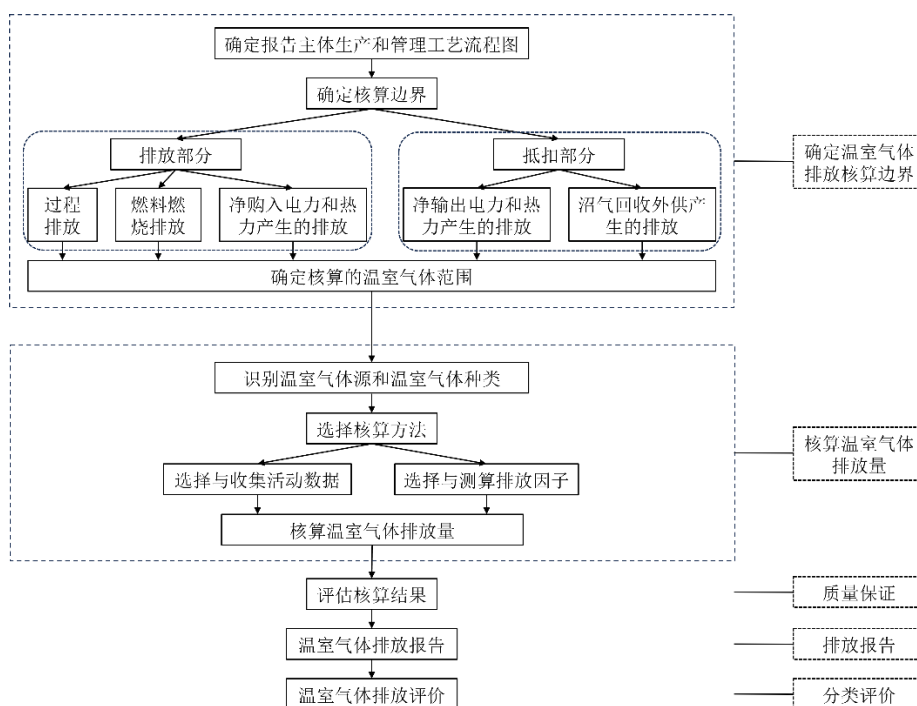 确定报告主体生产和管理工艺流程图
确定核算边界
排放部分
抵扣部分
过程
排放
燃料燃
烧排放
净购入电力和热
力产生的排放
净输出电力和热
力产生的排放
沼气回收外供产
生的排放
确定核算的温室气体范围
确定温室气体
排放核算边界
识别温室气体源和温室气体种类
选择核算方法
选择与收集活动数据
选择与测算排放因子
核算温室气体排放量
核算温室气体
排放量
评估核算结果
质量保证
温室气体排放报告
排放报告
温室气体排放评价
分类评价